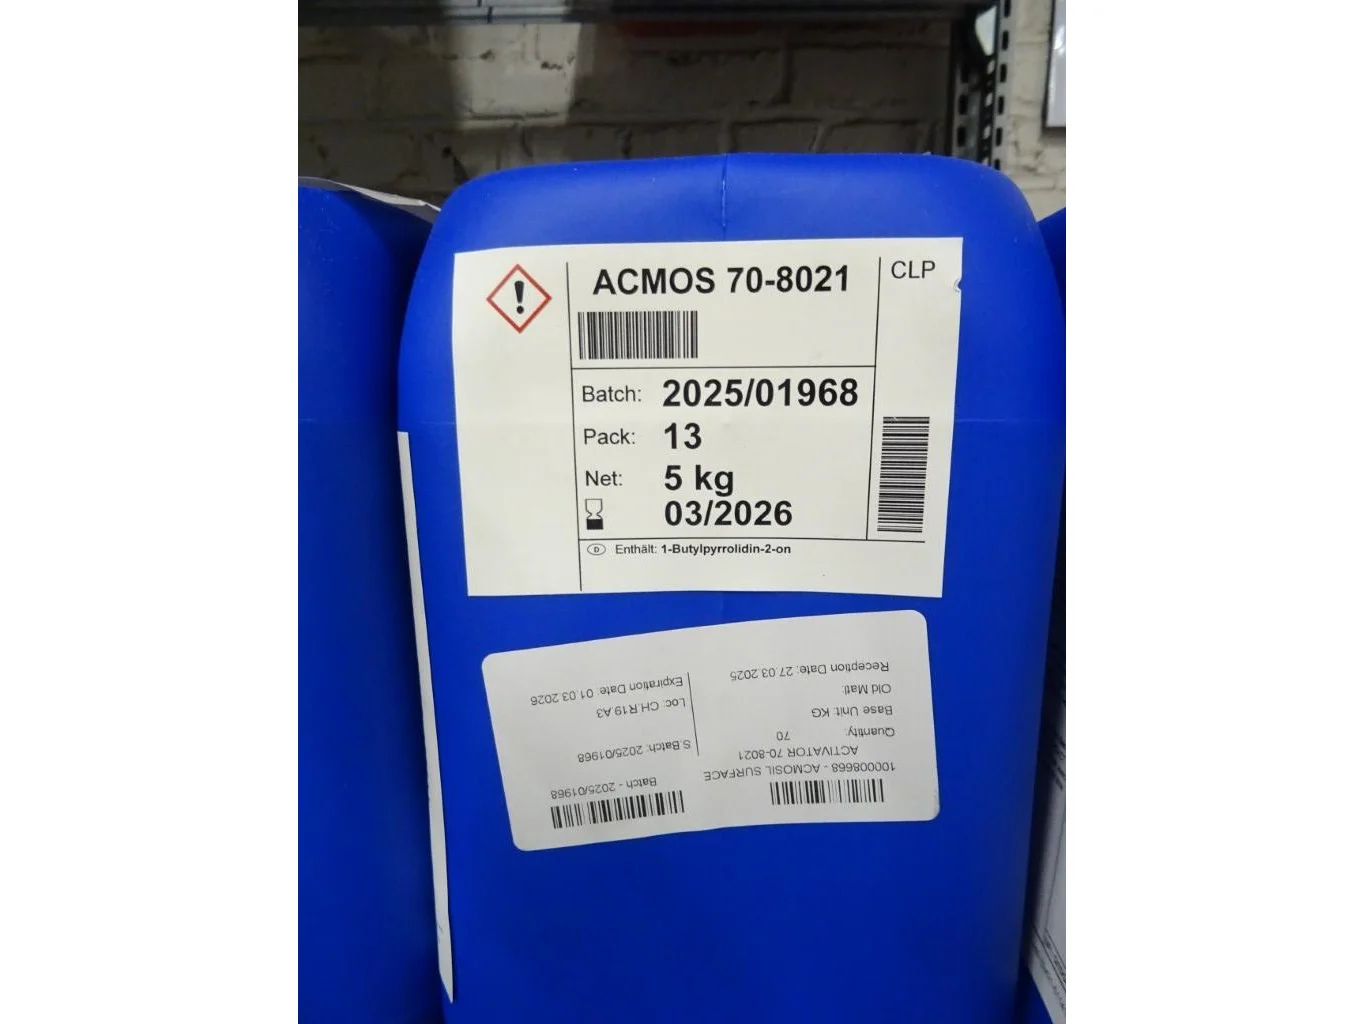 ACMOS 70-8021
CLP
Batch: 2025/01968
Pack: 13
Net: 5 kg
03/2026
D Enthält: 1-Butylpyrrolidin-2-on
100008668 - ACMOSIL SURFACE
ACTIVATOR 70-8021
Quantity: 70
Base Unit: KG
Old Matl:
Reception Date: 27.03.2025
Batch - 2025/01968
S.Batch: 2025/01968
Loc: CH.R19.A3
Expiration Date: 01.03.2026